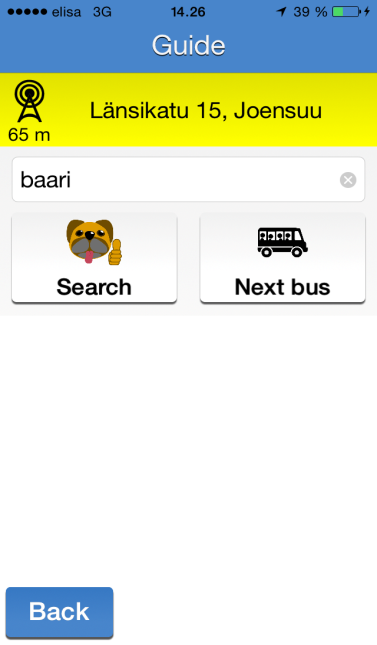 elisa 3G 14.26 39 %
Guide
Länsikatu 15, Joensuu
65 m
baari
Search Next bus
Back